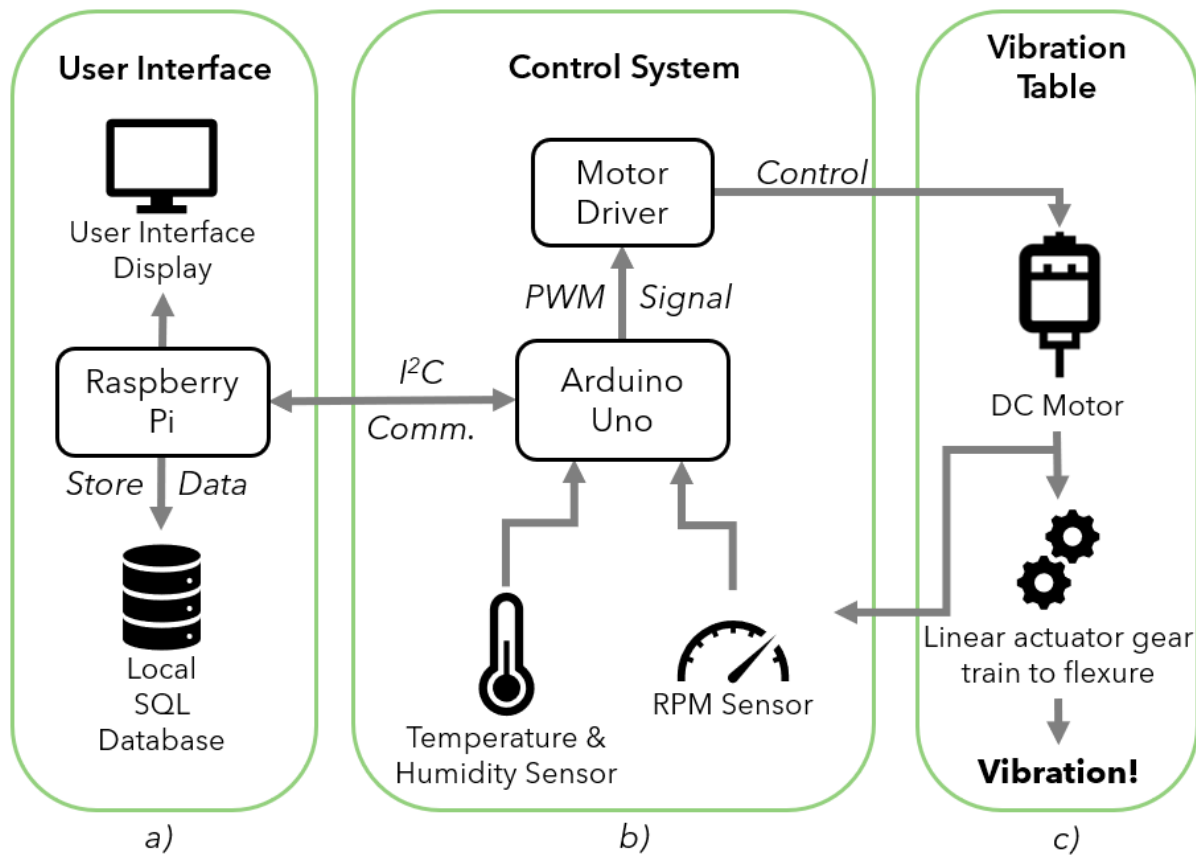 User Interface
User Interface
Display
Raspberry
Pi
Store Data
Local
SQL
Database
a)
I²C
Comm.
Control System
Motor
Driver
Control
PWM Signal
Arduino
Uno
Temperature &
Humidity Sensor
RPM Sensor
b)
Vibration
Table
DC Motor
Linear actuator gear
train to flexure
Vibration!
c)